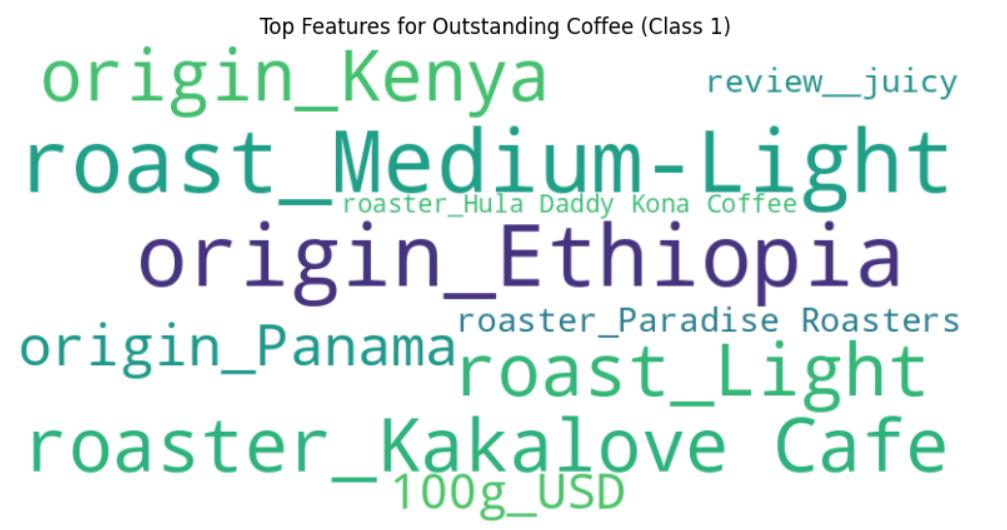 Top Features for Outstanding Coffee (Class 1)
origin_Kenya
review__juicy
roast_Medium-Light
roaster_Hula Daddy Kona Coffee
origin_Ethiopia
roaster_Paradise Roasters
origin_Panama
roast_Light
roaster_Kakalove Cafe
100g_USD